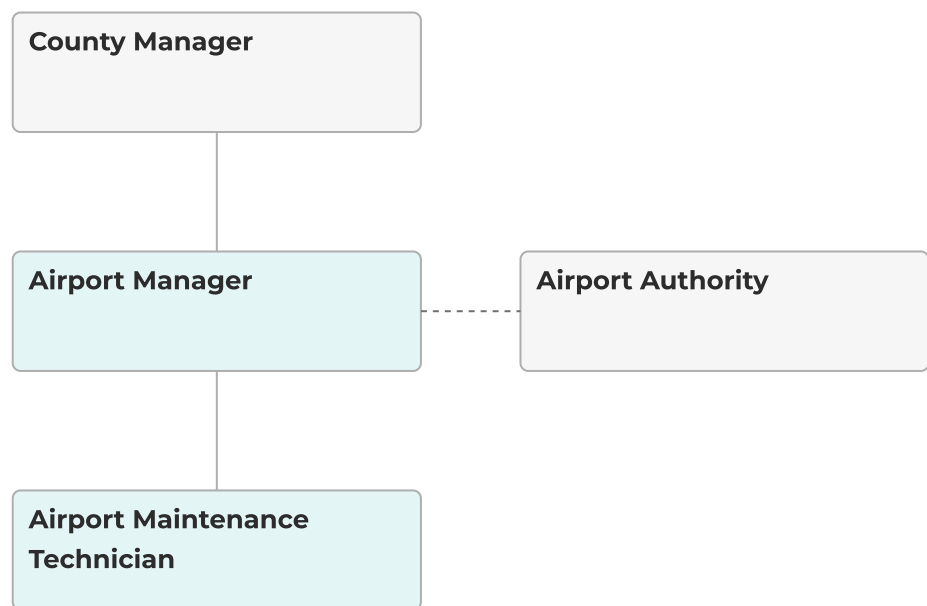 County Manager
Airport Manager
Airport Authority
Airport Maintenance
Technician